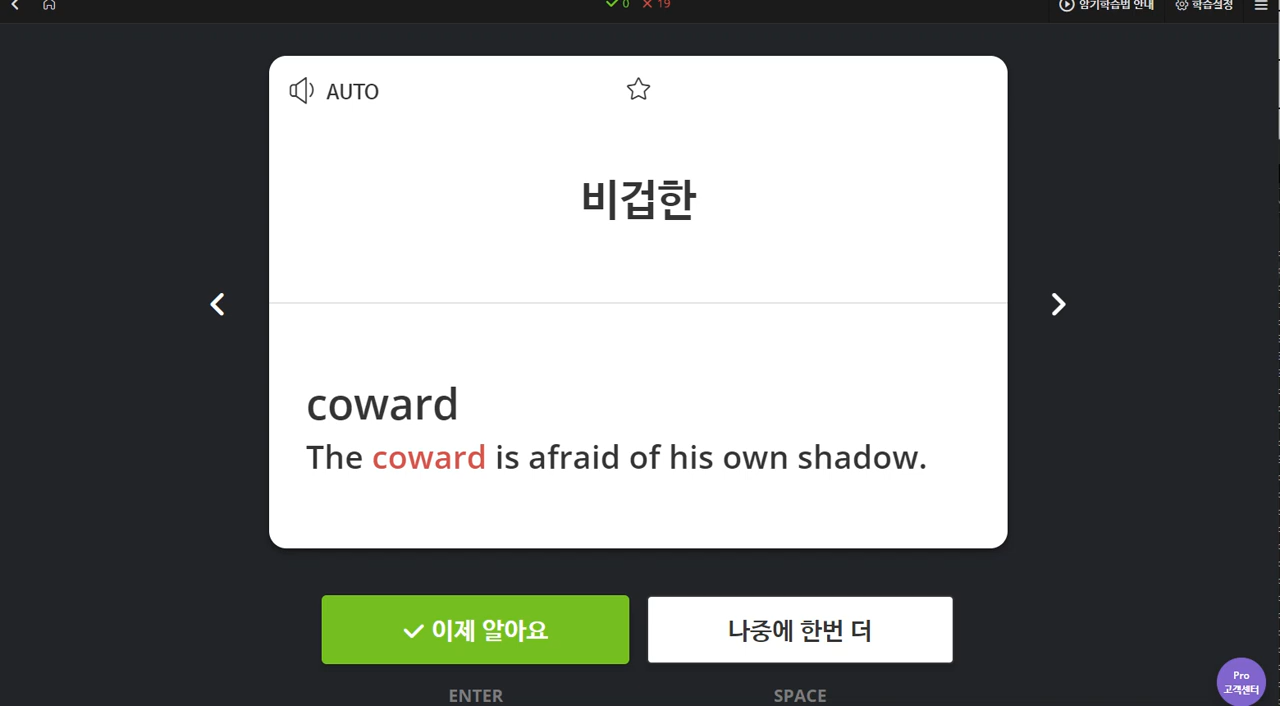 0 19 암기학습법 안내 학습설정
AUTO
비겁한
coward
The coward is afraid of his own shadow.
이제 알아요 나중에 한번 더
ENTER SPACE
Pro
고객센터